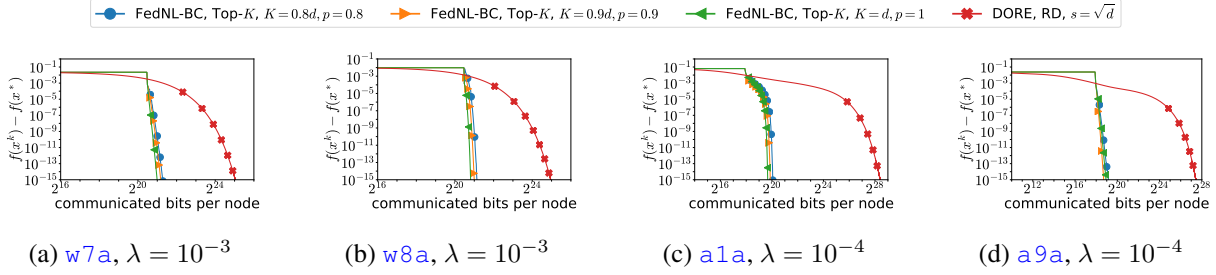 FedNL-BC, Top-K, K = 0.8d, p = 0.8 FedNL-BC, Top-K, K = 0.9d, p = 0.9 FedNL-BC, Top-K, K = d, p = 1 DORE, RD, s = √d
f(x^k) − f(x^*)
10^{-1}
10^{-3}
10^{-5}
10^{-7}
10^{-9}
10^{-11}
10^{-13}
10^{-15}
2^{16} 2^{20} 2^{24}
communicated bits per node
(a) w7a, λ = 10^{-3}
f(x^k) − f(x^*)
10^{-1}
10^{-3}
10^{-5}
10^{-7}
10^{-9}
10^{-11}
10^{-13}
10^{-15}
2^{16} 2^{20} 2^{24}
communicated bits per node
(b) w8a, λ = 10^{-3}
f(x^k) − f(x^*)
10^{-1}
10^{-3}
10^{-5}
10^{-7}
10^{-9}
10^{-11}
10^{-13}
10^{-15}
2^{12} 2^{16} 2^{20} 2^{24} 2^{28}
communicated bits per node
(c) a1a, λ = 10^{-4}
f(x^k) − f(x^*)
10^{-1}
10^{-3}
10^{-5}
10^{-7}
10^{-9}
10^{-11}
10^{-13}
10^{-15}
2^{12} 2^{16} 2^{20} 2^{24} 2^{28}
communicated bits per node
(d) a9a, λ = 10^{-4}